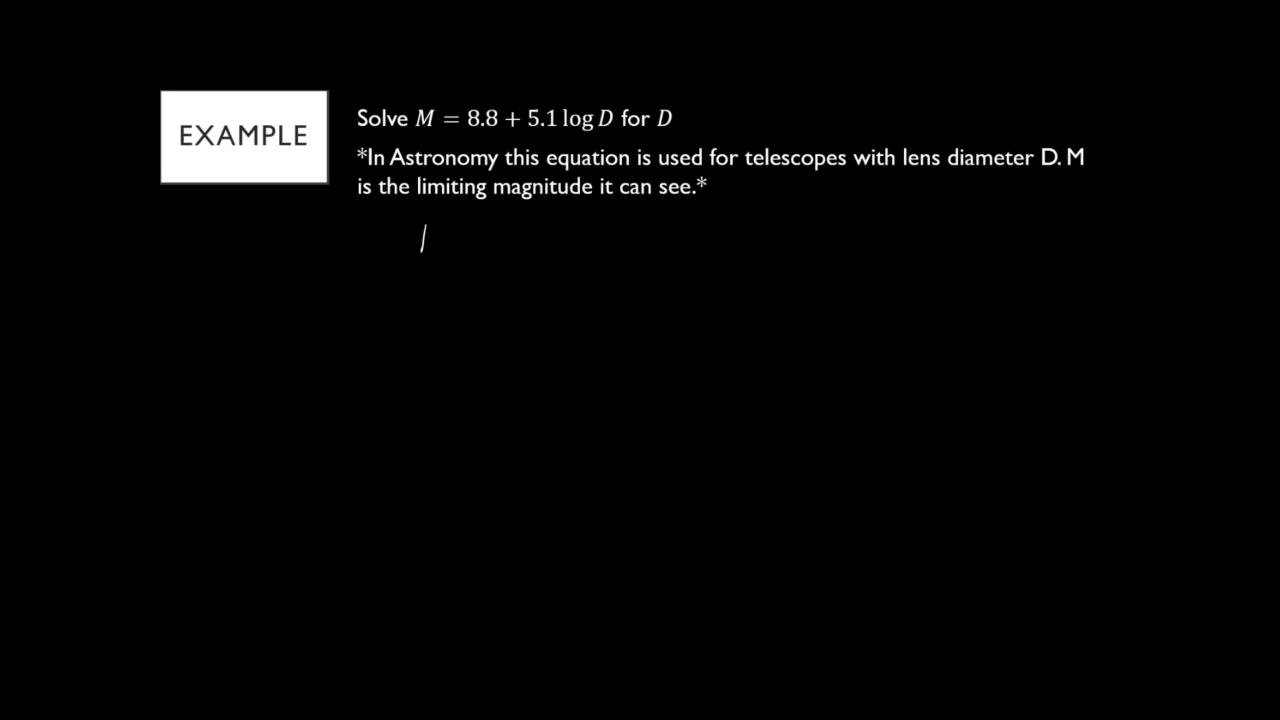 EXAMPLE
Solve M = 8.8 + 5.1 log D for D
*In Astronomy this equation is used for telescopes with lens diameter D. M
is the limiting magnitude it can see.*